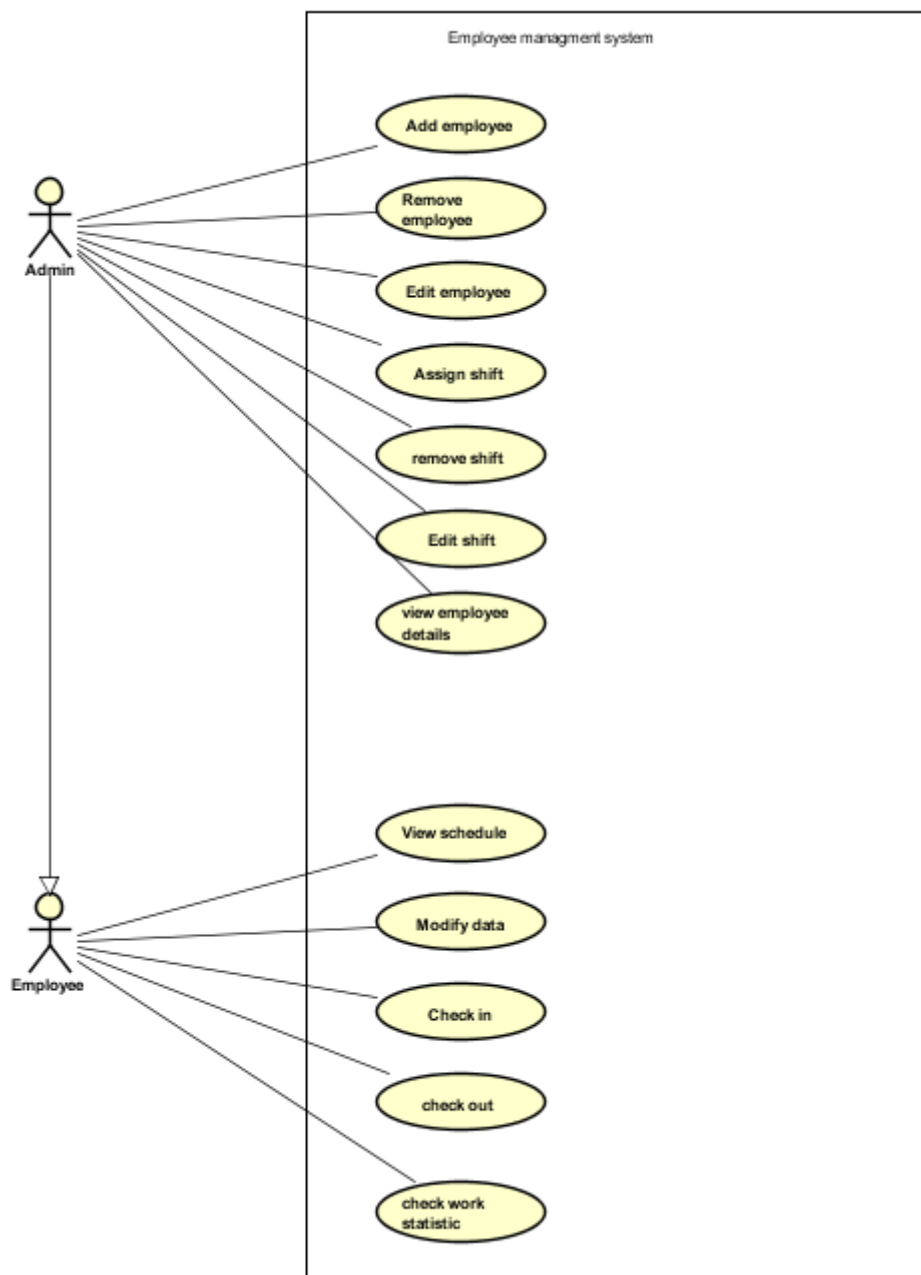 Employee managment system
Add employee
Remove
employee
Admin
Edit employee
Assign shift
remove shift
Edit shift
view employee
details
View schedule
Modify data
Employee
Check in
check out
check work
statistic